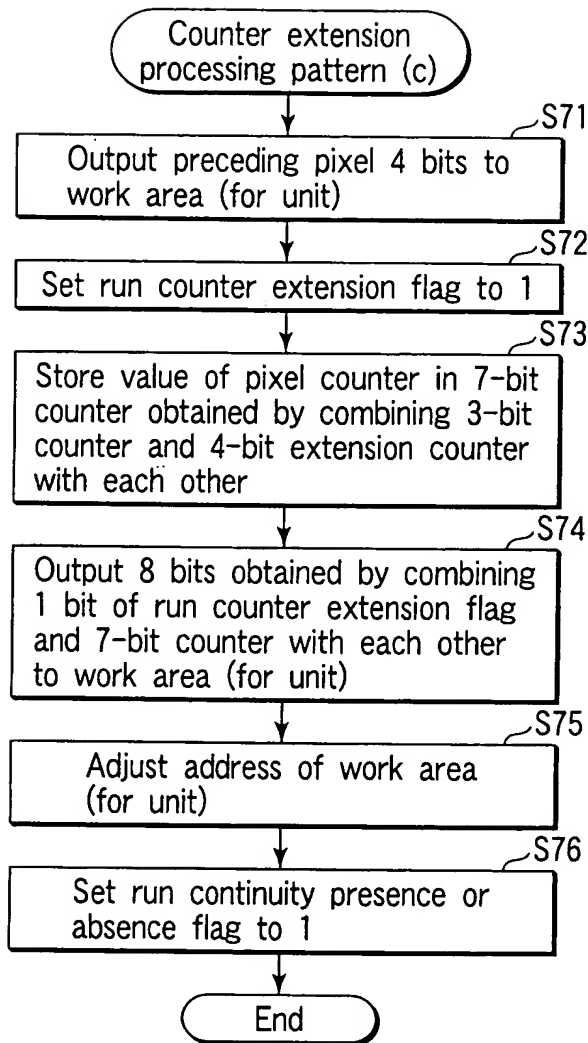 Counter extension
processing pattern (c)
S71
Output preceding pixel 4 bits to
work area (for unit)
S72
Set run counter extension flag to 1
S73
Store value of pixel counter in 7-bit
counter obtained by combining 3-bit
counter and 4-bit extension counter
with each other
S74
Output 8 bits obtained by combining
1 bit of run counter extension flag
and 7-bit counter with each other
to work area (for unit)
S75
Adjust address of work area
(for unit)
S76
Set run continuity presence or
absence flag to 1
End